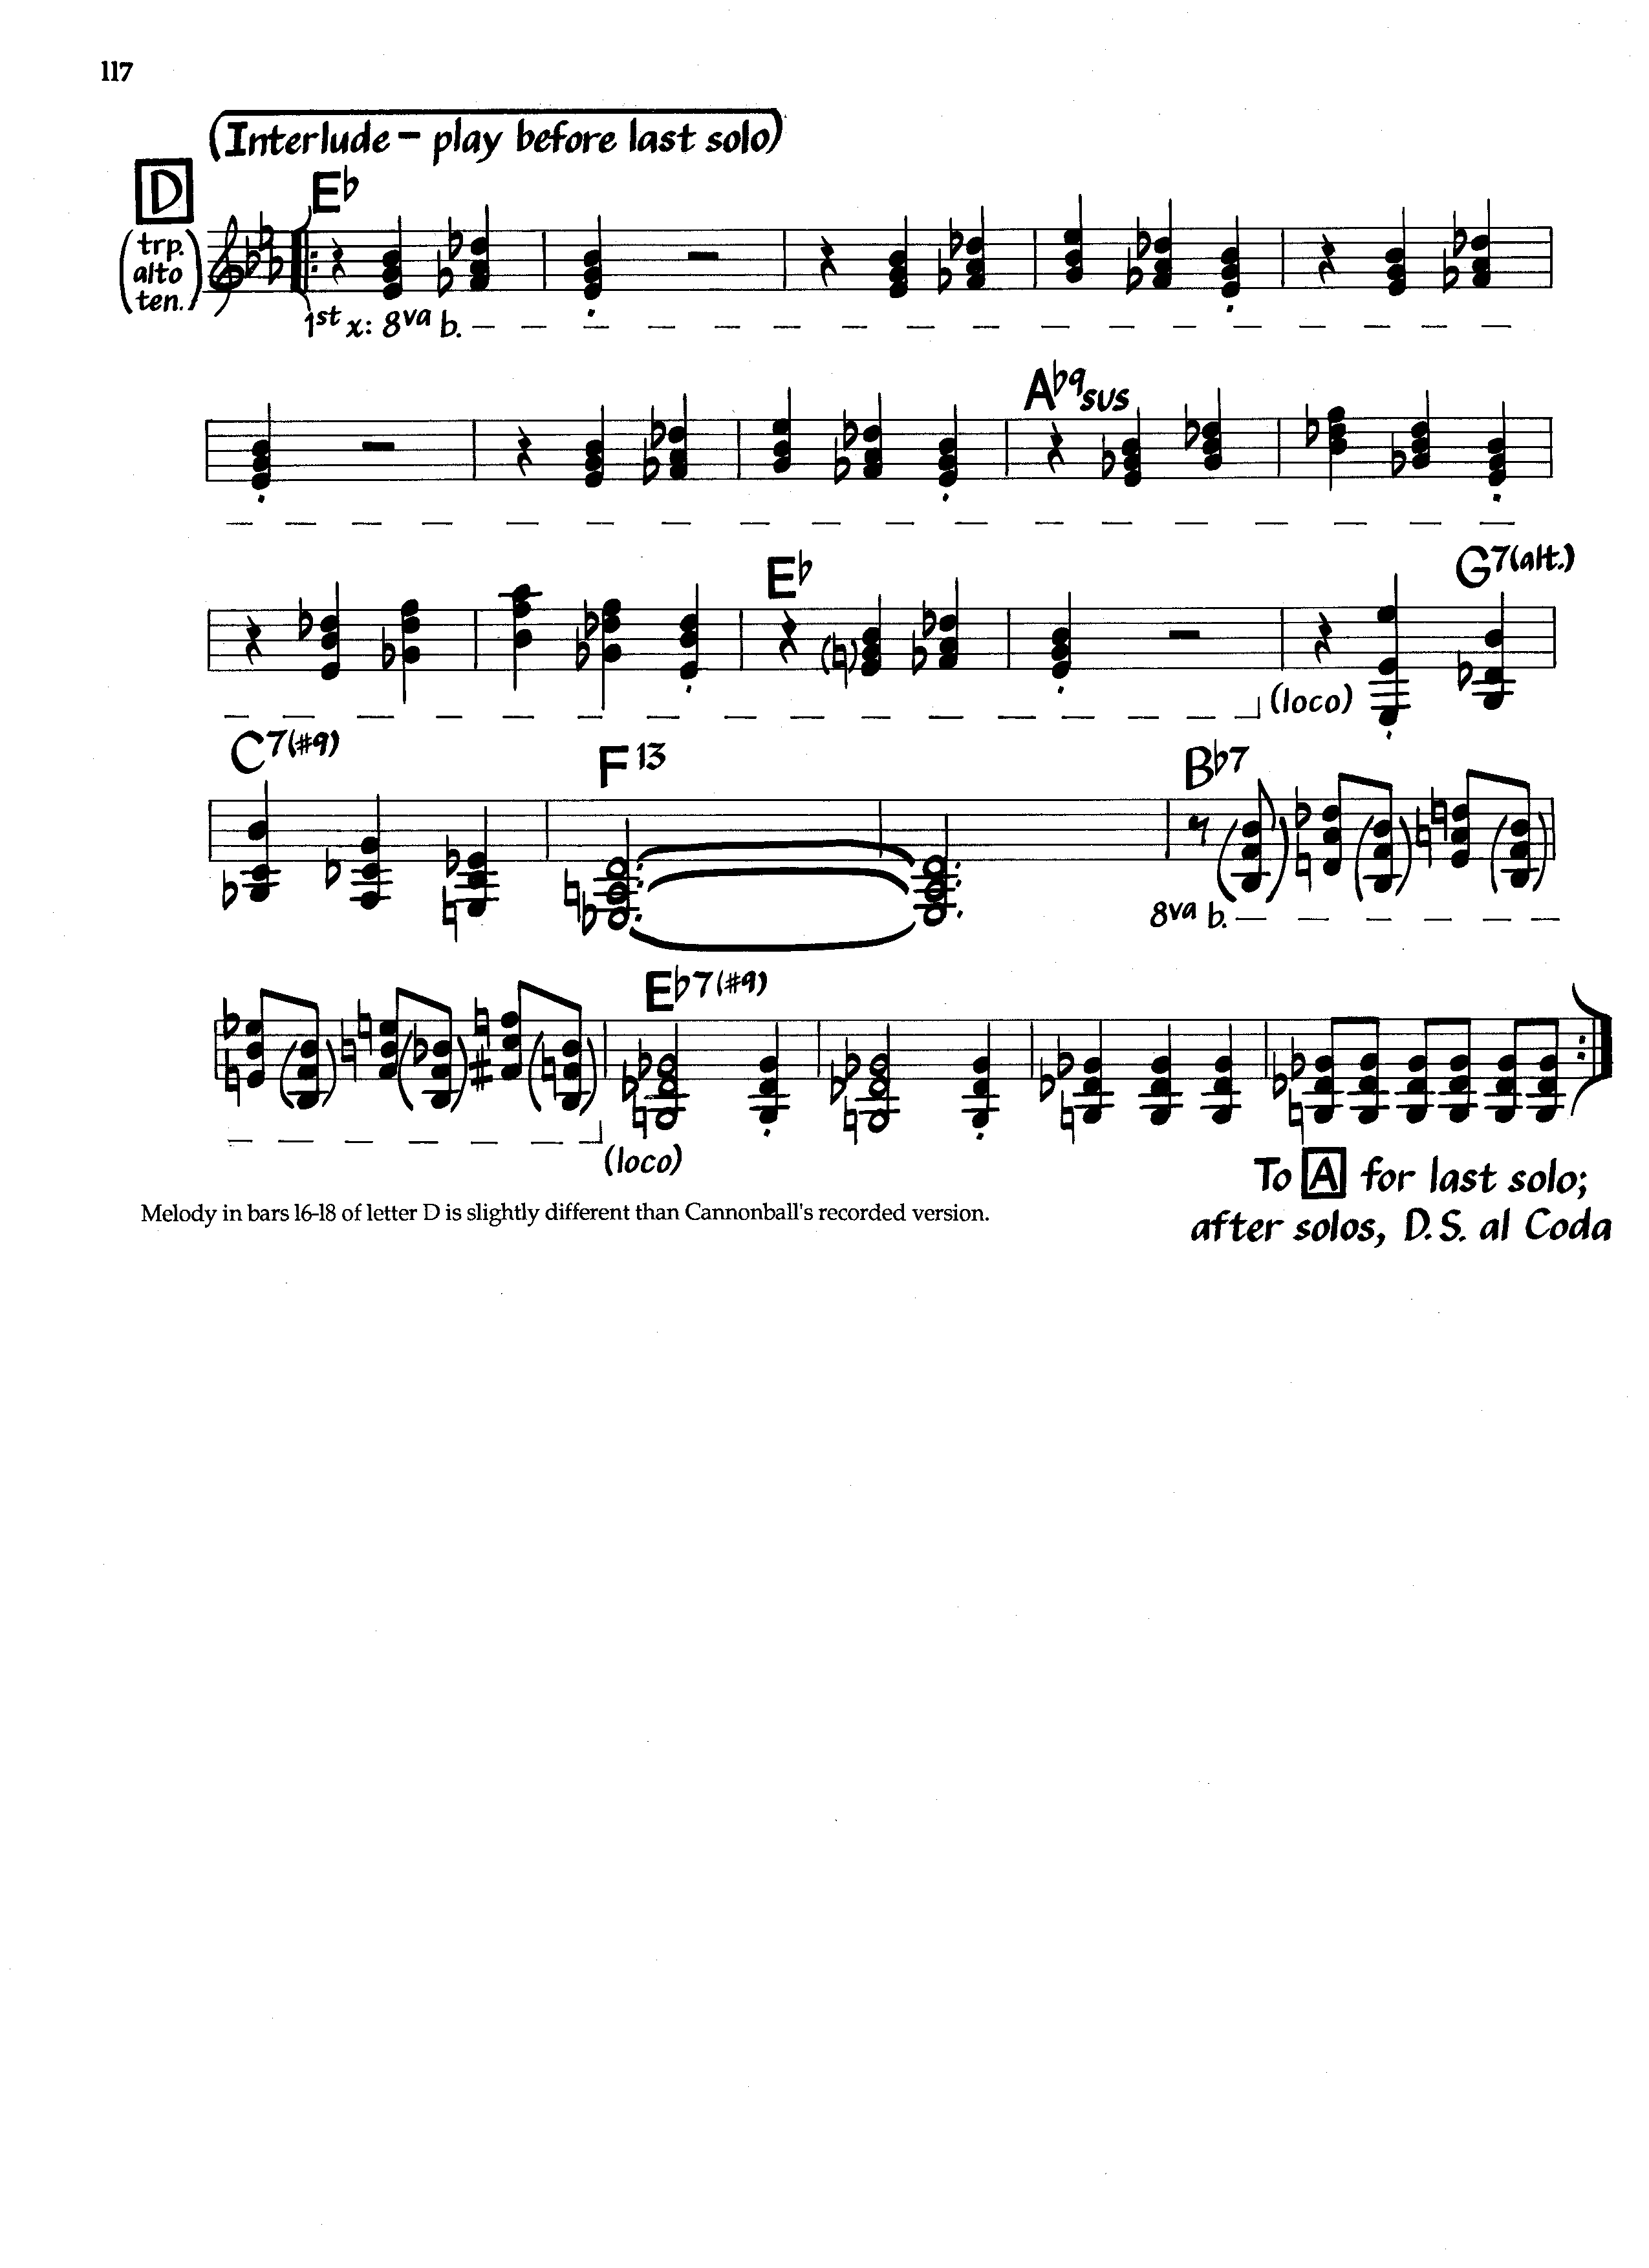 117
(Interlude – play before last solo)
D
E♭
(trp. alto ten.)
1st x: 8va b.
A♭9sus
E♭
G7(alt.)
(loco)
C7(#9)
F13
B♭7
8va b.
E♭7(#9)
(loco)
To A for last solo;
Melody in bars 16-18 of letter D is slightly different than Cannonball's recorded version.
after solos, D.S. al Coda